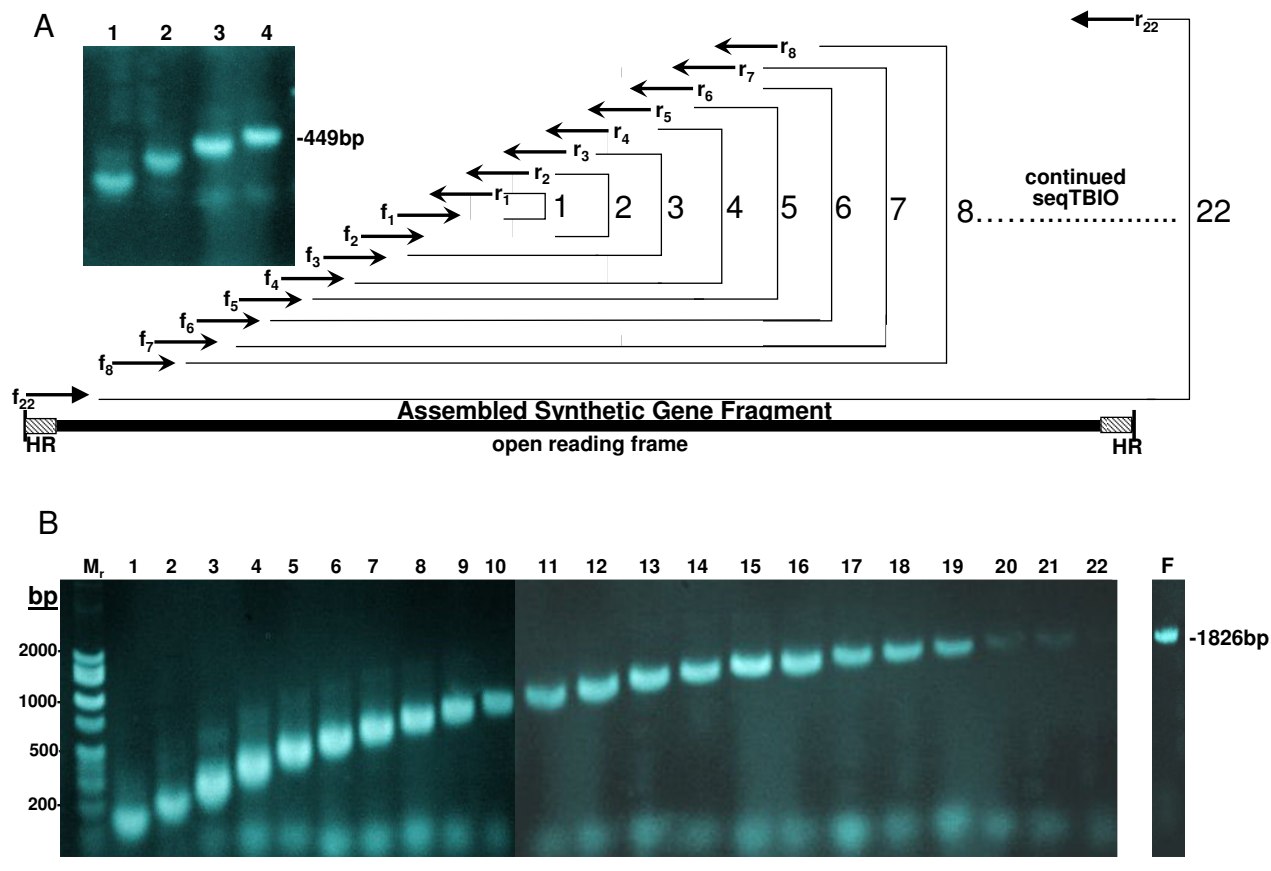 A
1 2 3 4
-449bp
r22
r8
r7
r6
r5
r4
r3
r2
r1
f1
f2
f3
f4
f5
f6
f7
f8
f22
1 2 3 4 5 6 7 8 22
continued
seqTBIO
Assembled Synthetic Gene Fragment
open reading frame
HR HR
B
Mr 1 2 3 4 5 6 7 8 9 10 11 12 13 14 15 16 17 18 19 20 21 22 F
bp
2000-
1000-
500-
200-
-1826bp